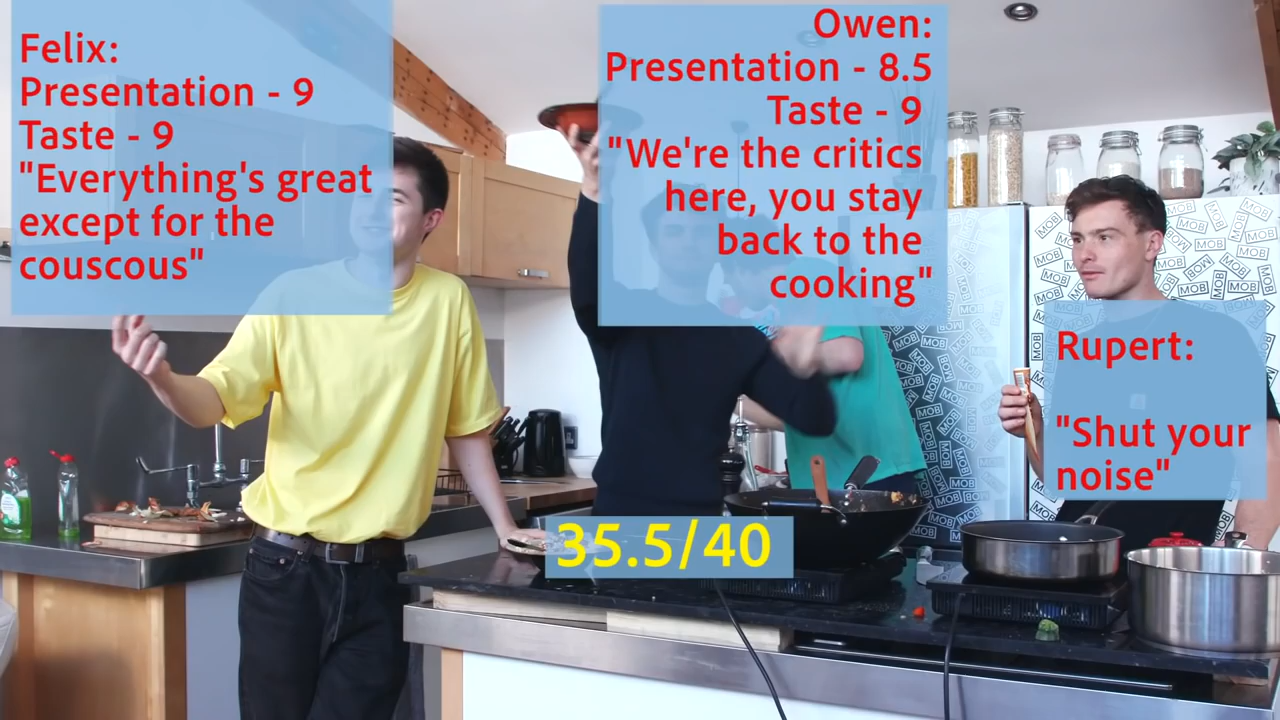 Felix:
Presentation - 9
Taste - 9
"Everything's great
except for the
couscous"
Owen:
Presentation - 8.5
Taste - 9
"We're the critics
here, you stay
back to the
cooking"
Rupert:
"Shut your
noise"
35.5/40
MOB